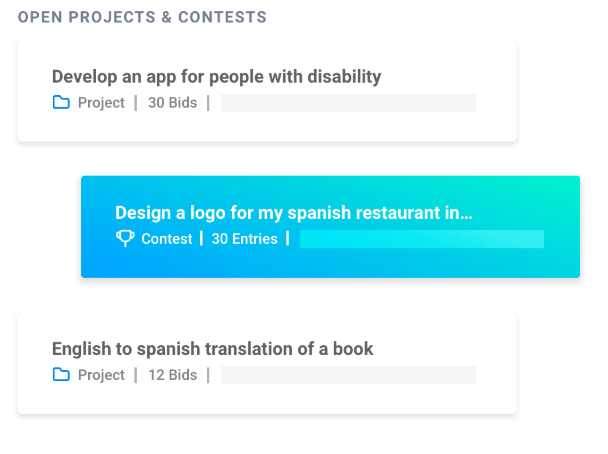 OPEN PROJECTS & CONTESTS
Develop an app for people with disability
Project | 30 Bids |
Design a logo for my spanish restaurant in...
Contest | 30 Entries |
English to spanish translation of a book
Project | 12 Bids |